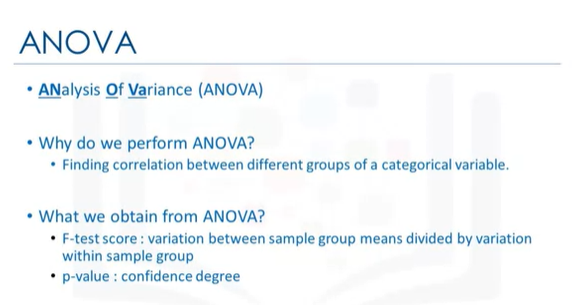 ANOVA
• ANalysis Of Variance (ANOVA)
• Why do we perform ANOVA?
• Finding correlation between different groups of a categorical variable.
• What we obtain from ANOVA?
• F-test score : variation between sample group means divided by variation
within sample group
• p-value : confidence degree